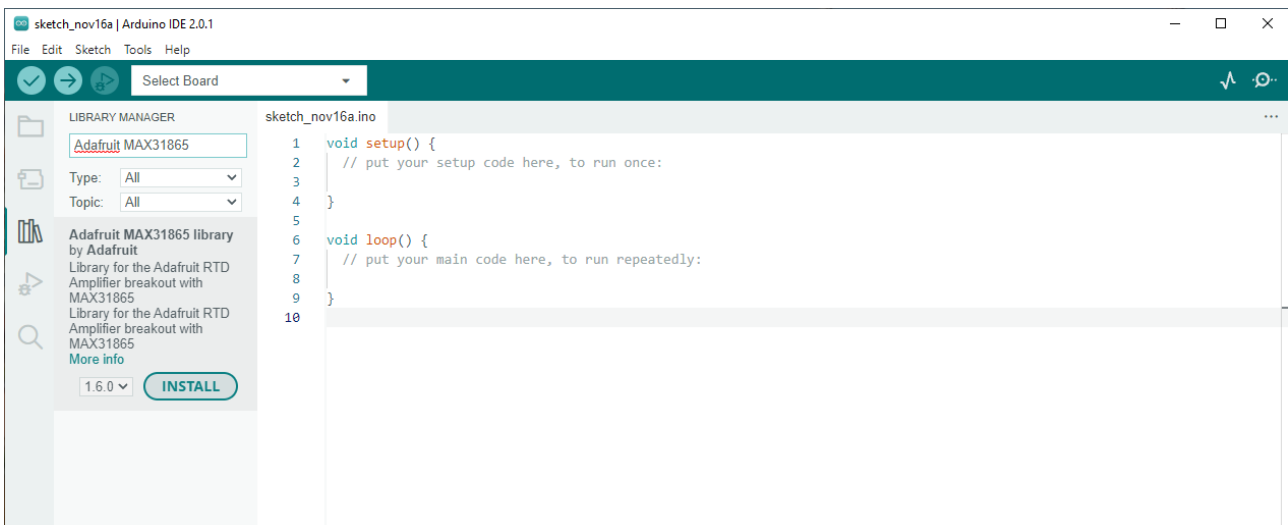 sketch_nov16a | Arduino IDE 2.0.1
File Edit Sketch Tools Help
Select Board
LIBRARY MANAGER
Adafruit MAX31865
Type: All
Topic: All
Adafruit MAX31865 library
by Adafruit
Library for the Adafruit RTD
Amplifier breakout with
MAX31865
Library for the Adafruit RTD
Amplifier breakout with
MAX31865
More info
1.6.0 INSTALL
sketch_nov16a.ino
1 void setup() {
2 // put your setup code here, to run once:
3
4 }
5
6 void loop() {
7 // put your main code here, to run repeatedly:
8
9 }
10